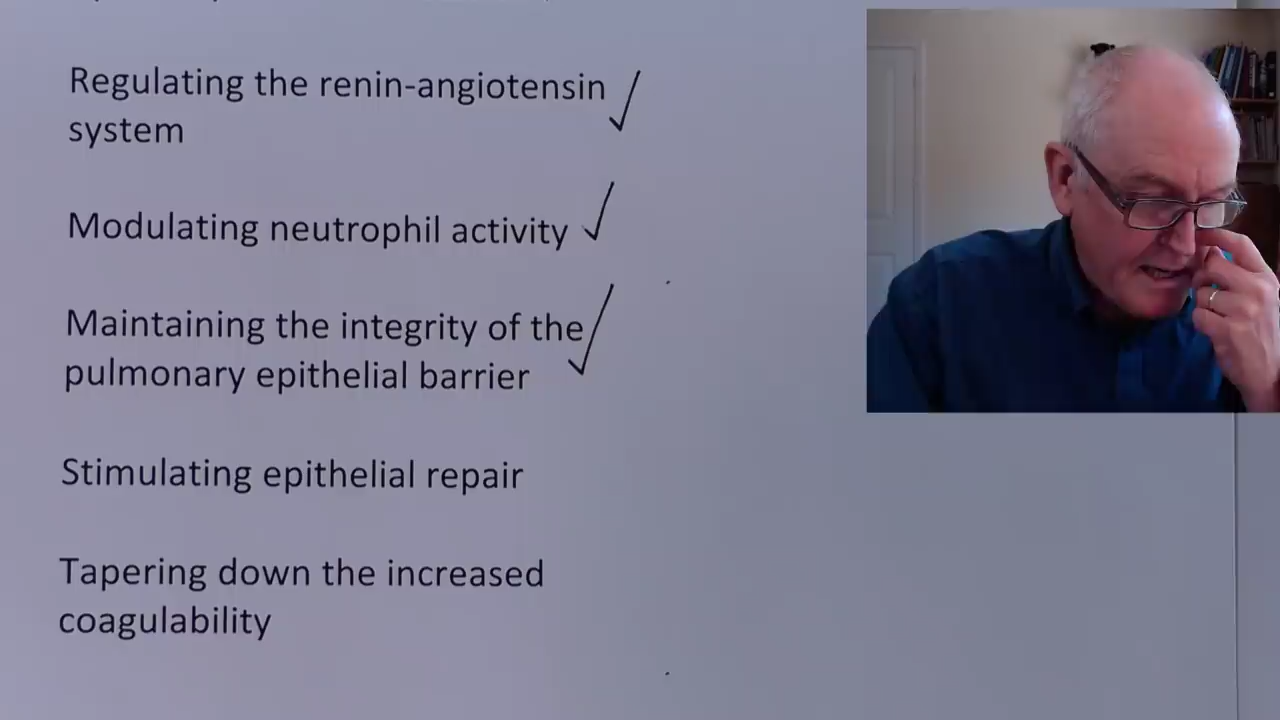 Regulating the renin-angiotensin
system
Modulating neutrophil activity
Maintaining the integrity of the
pulmonary epithelial barrier
Stimulating epithelial repair
Tapering down the increased
coagulability